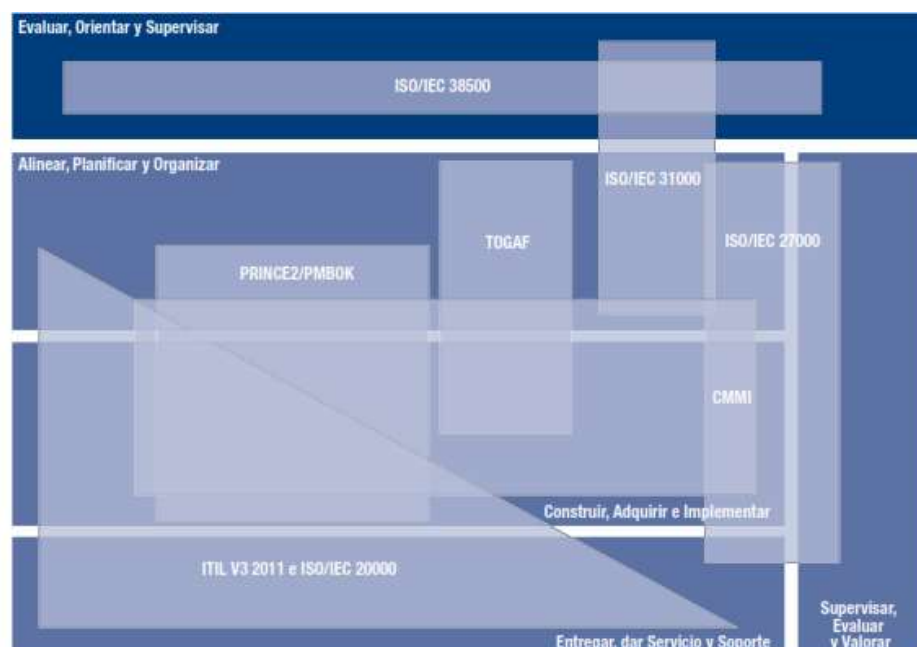 Evaluar, Orientar y Supervisar
ISO/IEC 38500
Alinear, Planificar y Organizar
ISO/IEC 31000
TOGAF
ISO/IEC 27000
PRINCE2/PMBOK
CMMI
Construir, Adquirir e Implementar
ITIL V3 2011 e ISO/IEC 20000
Entregar, dar Servicio y Soporte
Supervisar,
Evaluar
y Valorar